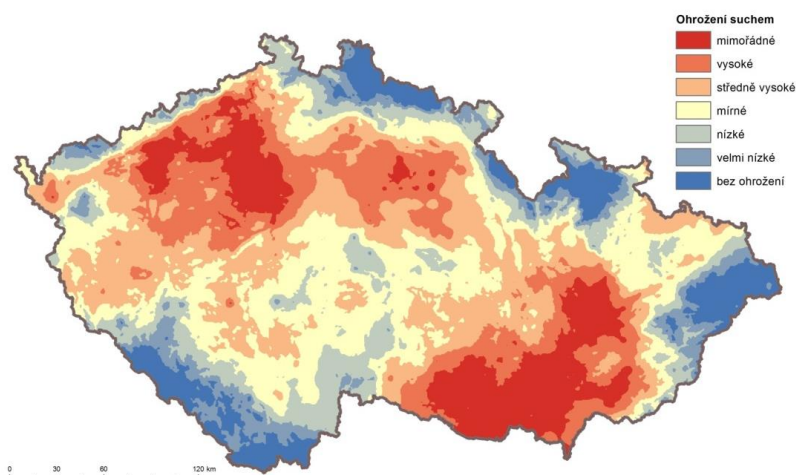 Ohrožení suchem
mimořádné
vysoké
středně vysoké
mírné
nízké
velmi nízké
bez ohrožení
0 30 60 120 km